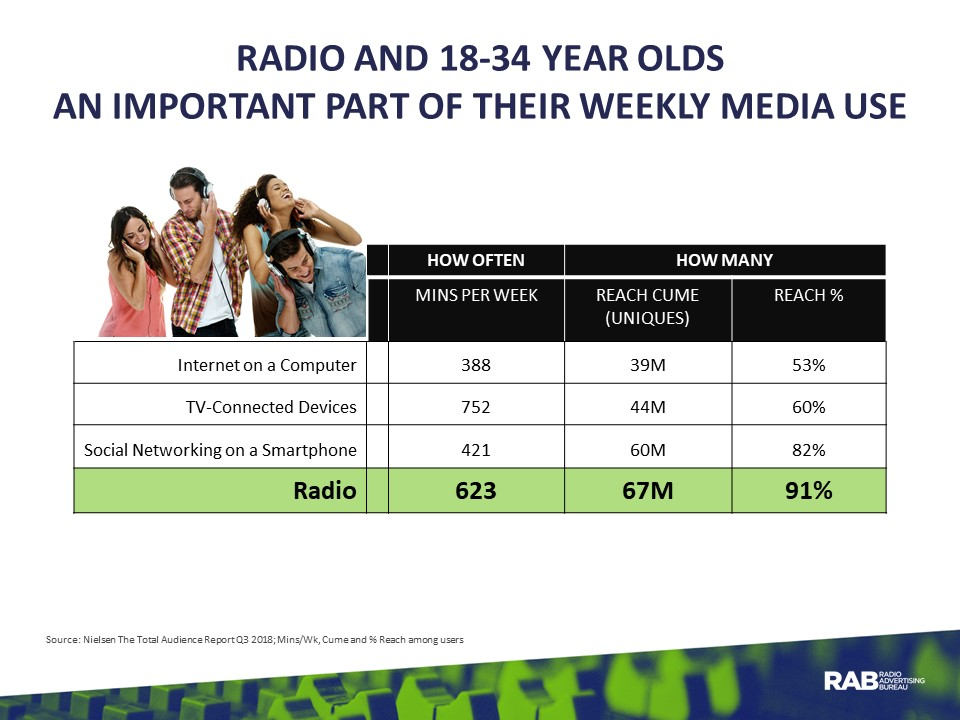 RADIO AND 18-34 YEAR OLDS
AN IMPORTANT PART OF THEIR WEEKLY MEDIA USE
HOW OFTEN HOW MANY
MINS PER WEEK REACH CUME (UNIQUES) REACH %
Internet on a Computer 388 39M 53%
TV-Connected Devices 752 44M 60%
Social Networking on a Smartphone 421 60M 82%
Radio 623 67M 91%
Source: Nielsen The Total Audience Report Q3 2018; Mins/Wk, Cume and % Reach among users
RAB RADIO ADVERTISING BUREAU